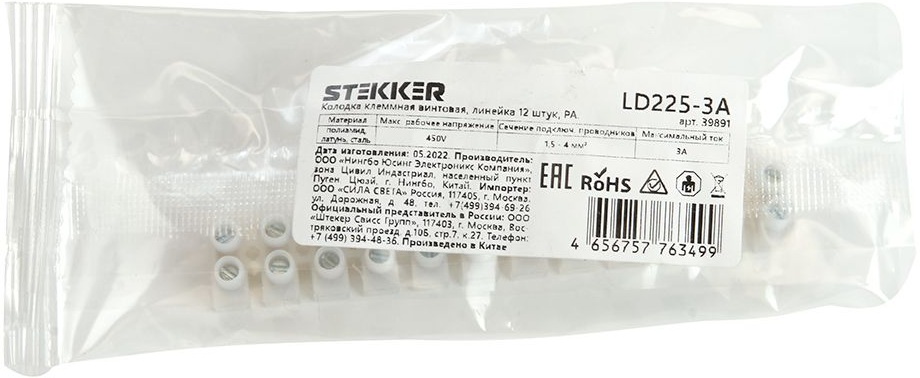 STEKKER
LD225-3A
Колодка клеммная винтовая, линейка 12 штук, PA
арт. 39891
Материал Макс. рабочее напряжение Сечение подключ. проводников Максимальный ток
полиамид, латунь, сталь 450V 1,5 - 4 мм² 3А
Дата изготовления: 05.2022. Производитель:
ООО «Нингбо Юсинг Электроникс Компания»,
зона Цивил Индастриал, населенный пункт
Пуген Цюэй, г. Нингбо, Китай. Импортер:
ООО «СИЛА СВЕТА» Россия, 117405, г. Москва,
ул. Дорожная, д. 48, тел. +7(499)394-69-26
Официальный представитель в России: ООО
«Штекер Свисс Групп», 117403, г. Москва, Вос-
тряковский проезд, д.10Б, стр.7, к.27. Телефон:
+7 (499) 394-48-36. Произведено в Китае
EAC RoHS
4 656757 763499